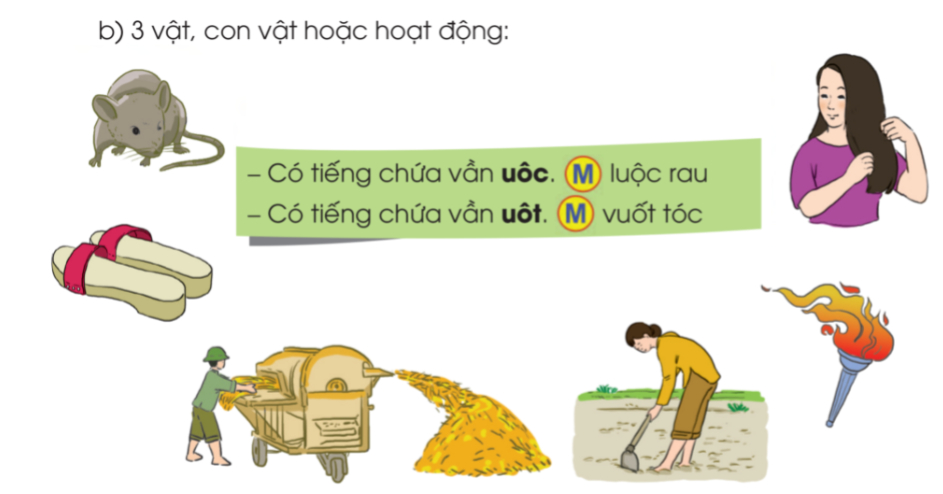 b) 3 vật, con vật hoặc hoạt động:
– Có tiếng chứa vần uôc. M luộc rau
– Có tiếng chứa vần uôt. M vuốt tóc